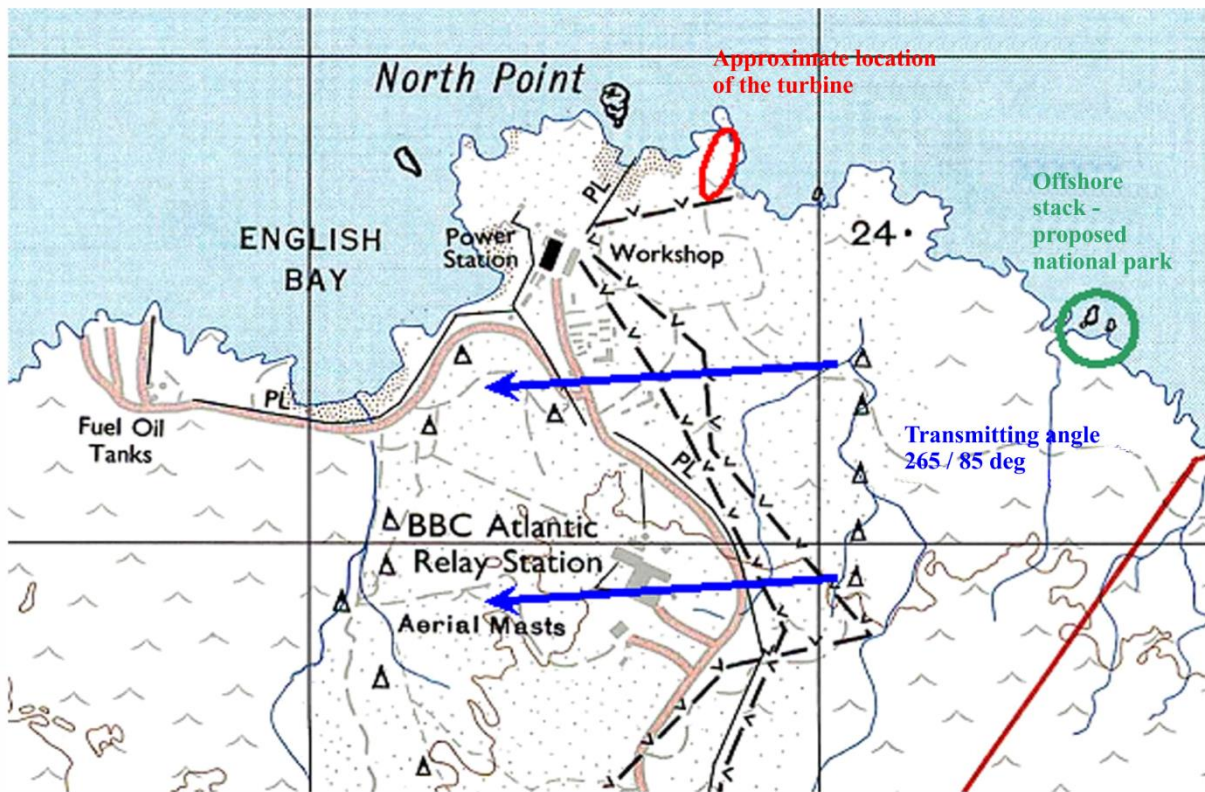 Approximate location
of the turbine
North Point
Offshore
stack -
proposed
national park
PL
ENGLISH
BAY
Power
Station
Workshop
24
PL
Fuel Oil
Tanks
Transmitting angle
265 / 85 deg
PL
BBC Atlantic
Relay Station
Aerial Masts